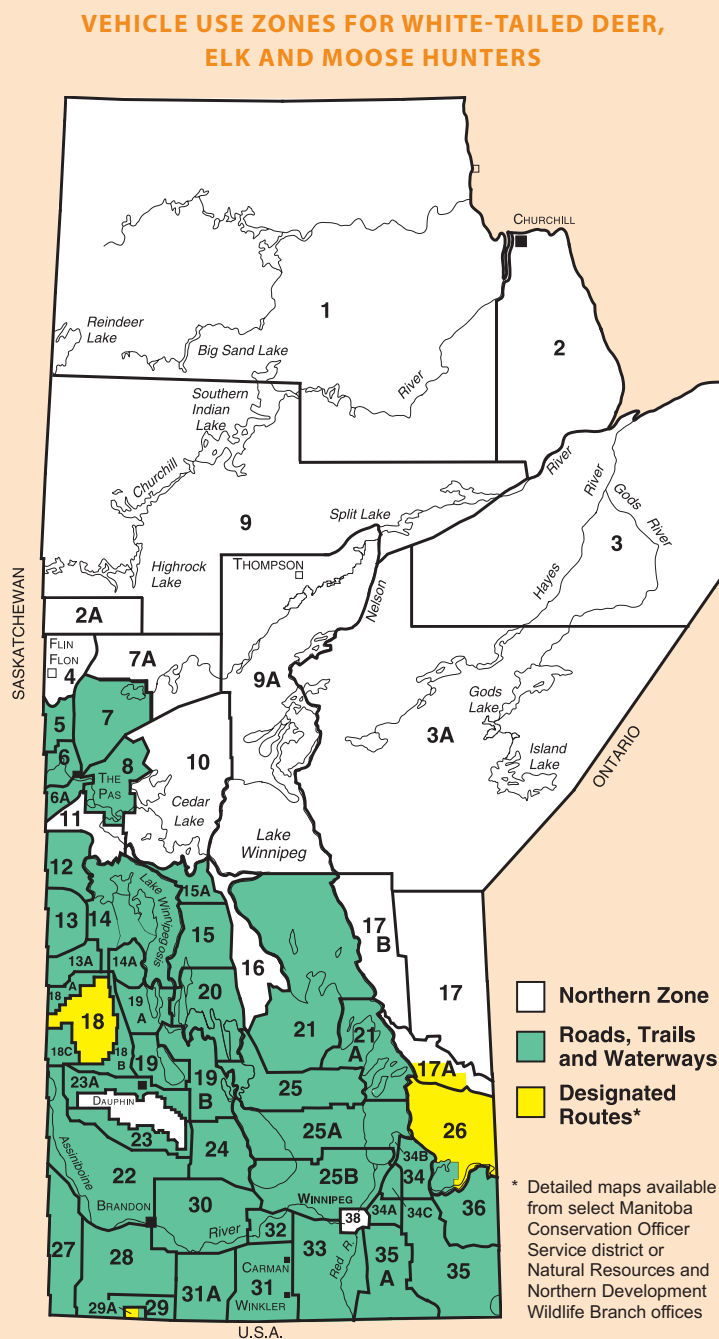 VEHICLE USE ZONES FOR WHITE-TAILED DEER,
ELK AND MOOSE HUNTERS
CHURCHILL
1
Reindeer
Lake
Big Sand Lake
River
2
Southern
Indian
Lake
Churchill
River
River
Gods
River
9
Split Lake
3
Highrock
Lake
THOMPSON
Nelson
Hayes
SASKATCHEWAN
2A
FLIN
FLON
4
7A
9A
Gods
Lake
3A
Island
Lake
ONTARIO
5
7
6
8
THE
PAS
10
6A
Cedar
Lake
11
Lake
Winnipeg
12
Lake Winnipegosis
15A
13
14
15
17
B
16
13A
14A
17
18
A
18
19
A
20
21
21
A
18C
18
B
19
19
B
17A
23A
25
DAUPHIN
23
26
Assiniboine
24
25A
34B
34
22
25B
BRANDON
30
WINNIPEG
River
38
34A
34C
36
32
27
28
33
Red R.
35
A
35
CARMAN
31A
31
WINKLER
29A
29
U.S.A.
Northern Zone
Roads, Trails
and Waterways
Designated
Routes*
* Detailed maps available
from select Manitoba
Conservation Officer
Service district or
Natural Resources and
Northern Development
Wildlife Branch offices